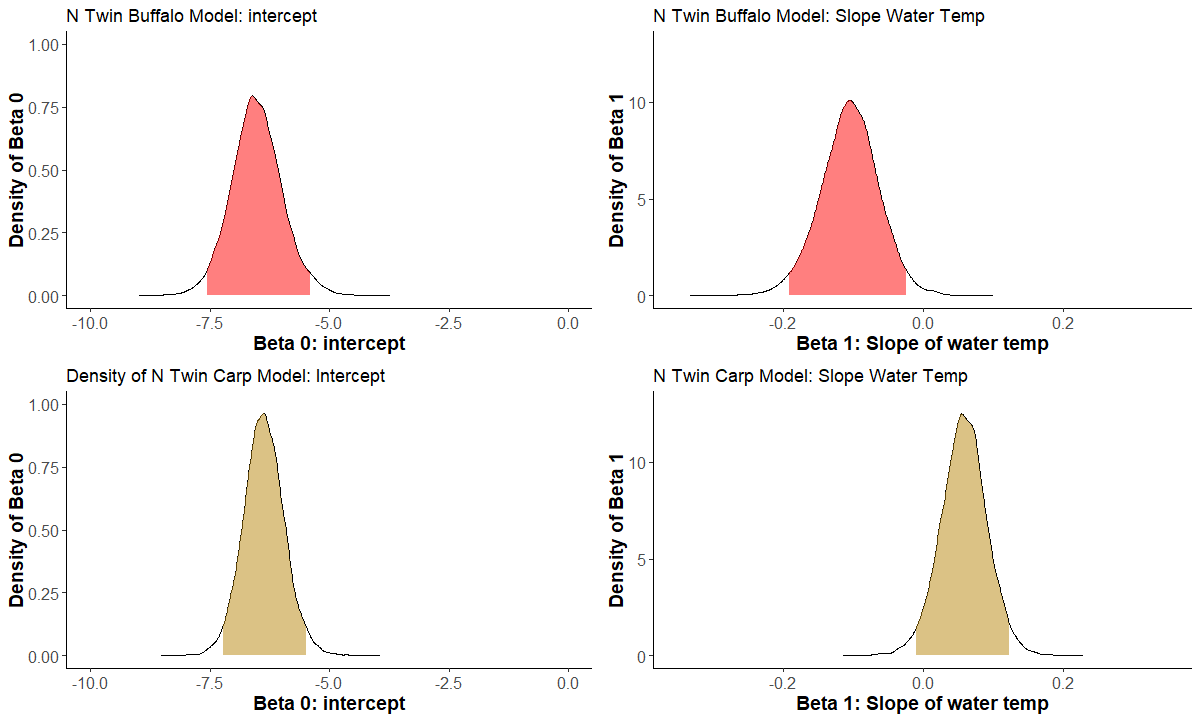 N Twin Buffalo Model: intercept
1.00
0.75
0.50
0.25
0.00
Density of Beta 0
-10.0 -7.5 -5.0 -2.5 0.0
Beta 0: intercept
N Twin Buffalo Model: Slope Water Temp
10
5
0
Density of Beta 1
-0.2 0.0 0.2
Beta 1: Slope of water temp
Density of N Twin Carp Model: Intercept
1.00
0.75
0.50
0.25
0.00
Density of Beta 0
-10.0 -7.5 -5.0 -2.5 0.0
Beta 0: intercept
N Twin Carp Model: Slope Water Temp
10
5
0
Density of Beta 1
-0.2 0.0 0.2
Beta 1: Slope of water temp